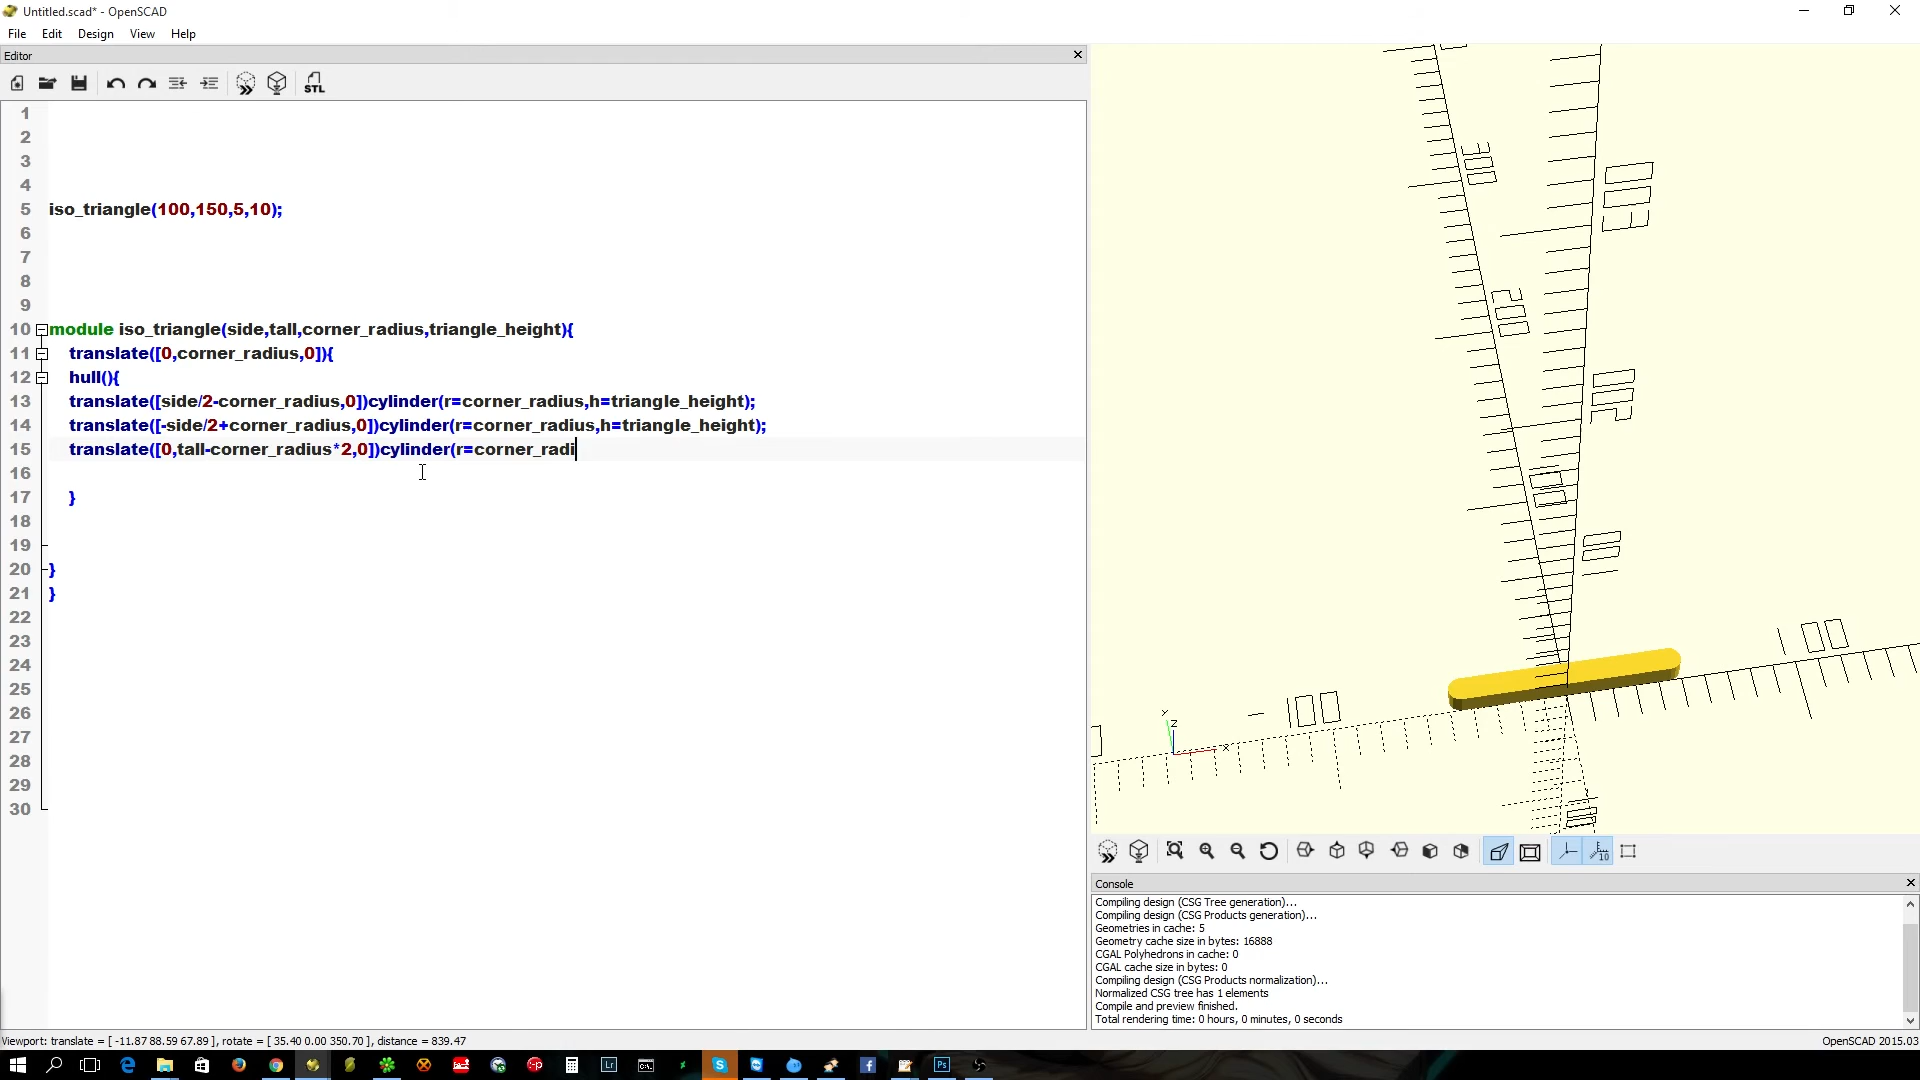 Untitled.scad* - OpenSCAD
File Edit Design View Help
Editor
STL
1
2
3
4
5 iso_triangle(100,150,5,10);
6
7
8
9
10 module iso_triangle(side,tall,corner_radius,triangle_height){
11 translate([0,corner_radius,0]){
12 hull(){
13 translate([side/2-corner_radius,0])cylinder(r=corner_radius,h=triangle_height);
14 translate([-side/2+corner_radius,0])cylinder(r=corner_radius,h=triangle_height);
15 translate([0,tall-corner_radius*2,0])cylinder(r=corner_radi
16
17 }
18
19
20 }
21 }
22
23
24
25
26
27
28
29
30
100
100
Y
Z
X
10
Console
Compiling design (CSG Tree generation)...
Compiling design (CSG Products generation)...
Geometries in cache: 5
Geometry cache size in bytes: 16888
CGAL Polyhedrons in cache: 0
CGAL cache size in bytes: 0
Compiling design (CSG Products normalization)...
Normalized CSG tree has 1 elements
Compile and preview finished.
Total rendering time: 0 hours, 0 minutes, 0 seconds
Viewport: translate = [ -11.87 88.59 67.89 ], rotate = [ 35.40 0.00 350.70 ], distance = 839.47
OpenSCAD 2015.03
Lr
Ps